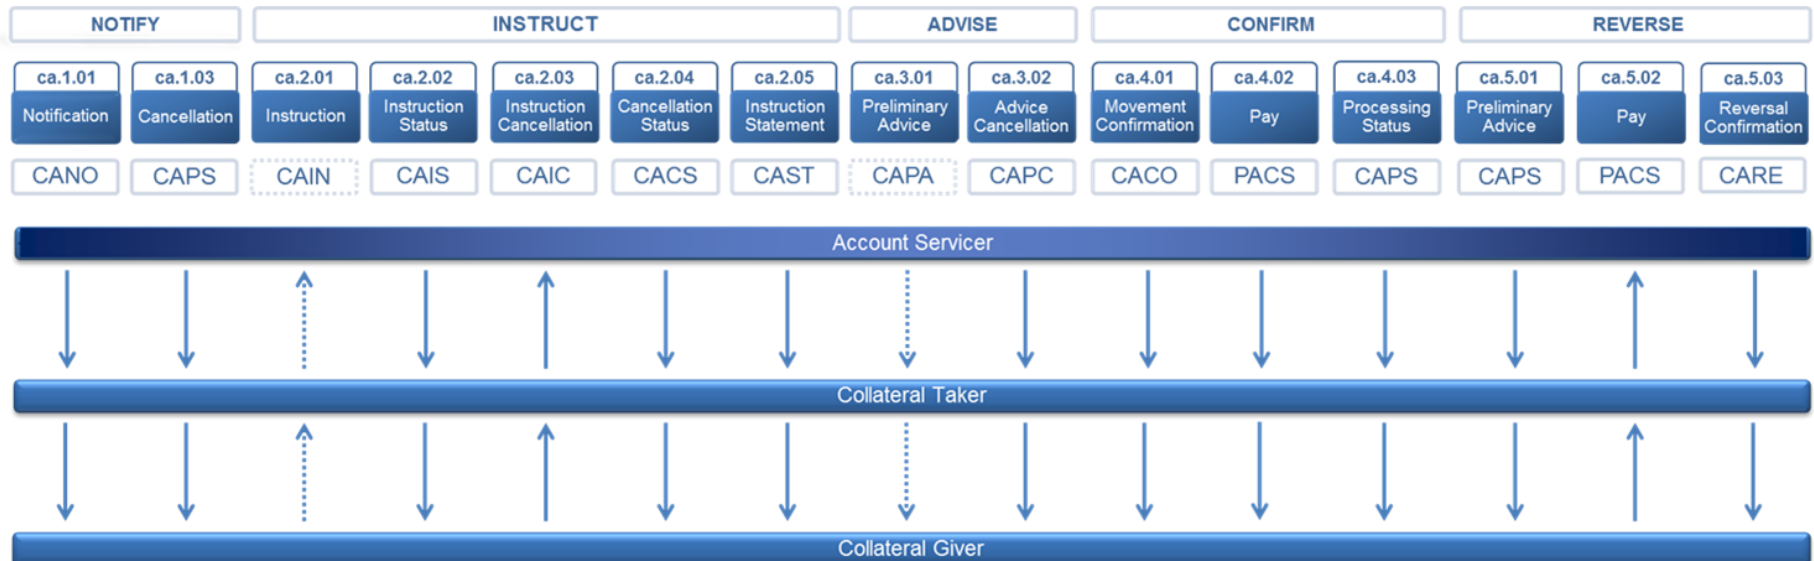 NOTIFY INSTRUCT ADVISE CONFIRM REVERSE
ca.1.01 ca.1.03 ca.2.01 ca.2.02 ca.2.03 ca.2.04 ca.2.05 ca.3.01 ca.3.02 ca.4.01 ca.4.02 ca.4.03 ca.5.01 ca.5.02 ca.5.03
Notification
Cancellation
Instruction
Instruction
Status
Instruction
Cancellation
Cancellation
Status
Instruction
Statement
Preliminary
Advice
Advice
Cancellation
Movement
Confirmation
Pay
Processing
Status
Preliminary
Advice
Pay
Reversal
Confirmation
CANO CAPS CAIN CAIS CAIC CACS CAST CAPA CAPC CACO PACS CAPS CAPS PACS CARE
Account Servicer
Collateral Taker
Collateral Giver